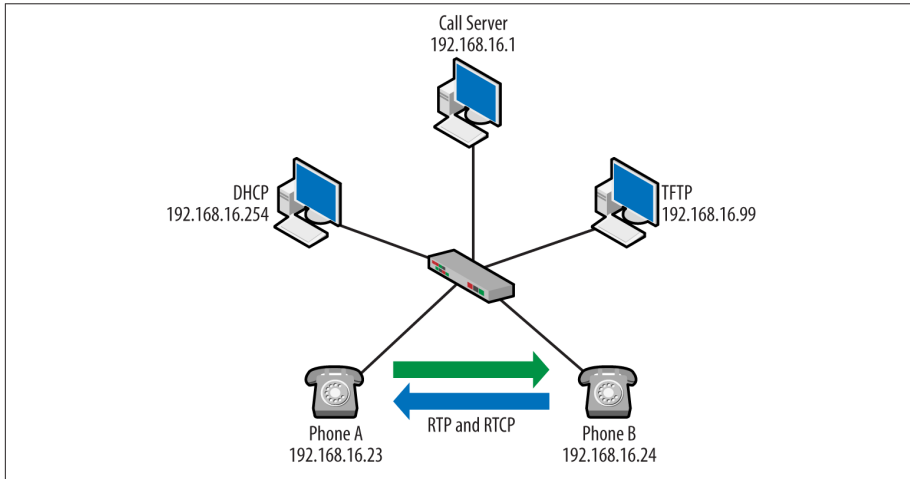 Call Server
192.168.16.1
DHCP
192.168.16.254
TFTP
192.168.16.99
RTP and RTCP
Phone A
192.168.16.23
Phone B
192.168.16.24